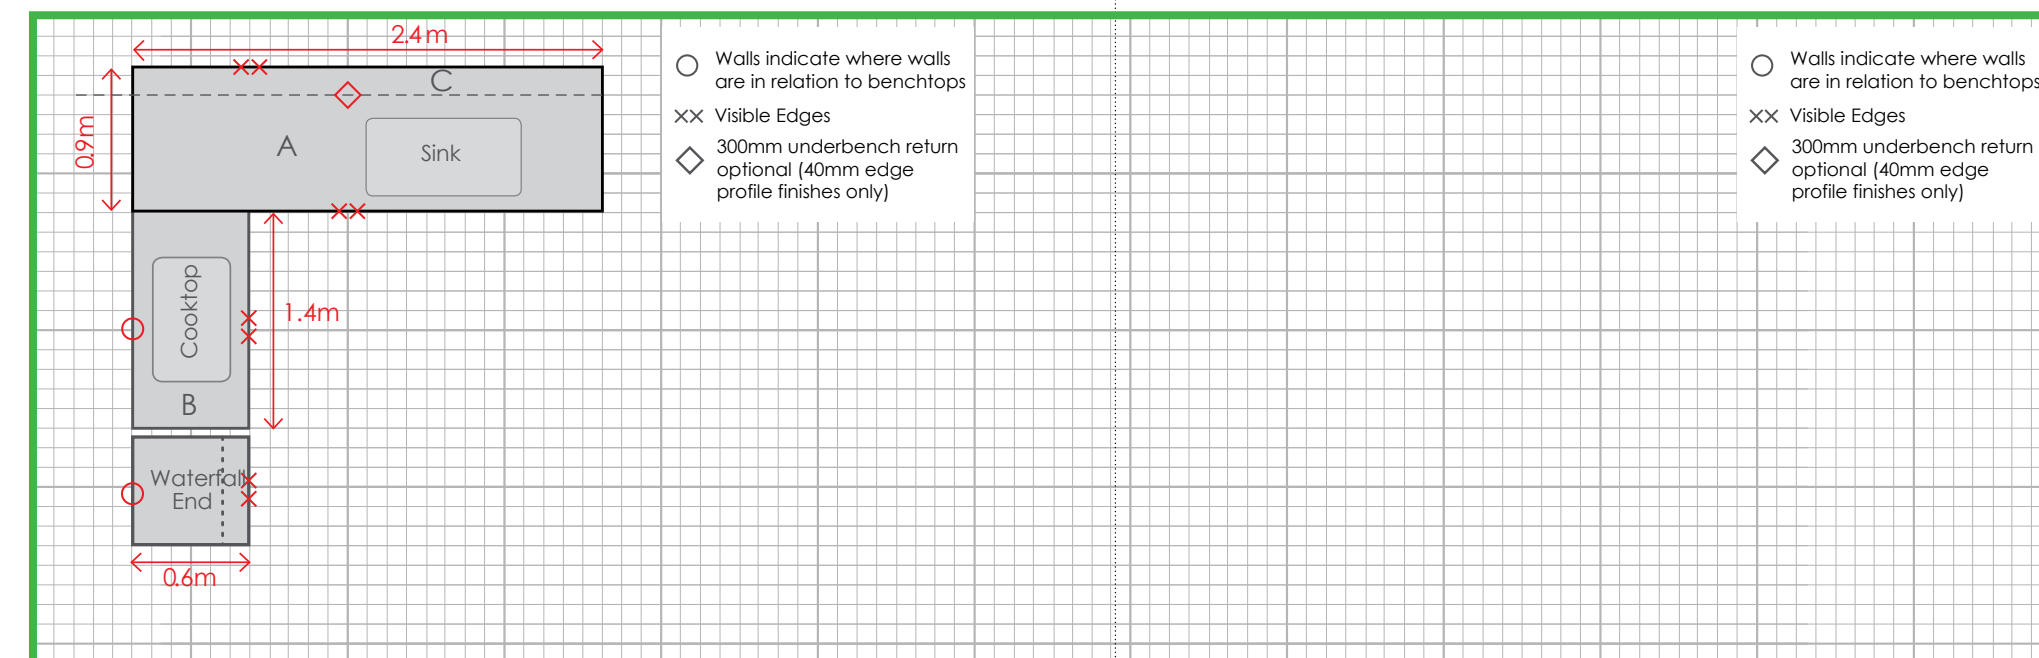 2.4m
0.9m
C
A
Sink
1.4m
Cooktop
B
Waterfall
End
0.6m
Walls indicate where walls
are in relation to benchtops
×× Visible Edges
300mm underbench return
optional (40mm edge
profile finishes only)
Walls indicate where walls
are in relation to benchtops
×× Visible Edges
300mm underbench return
optional (40mm edge
profile finishes only)